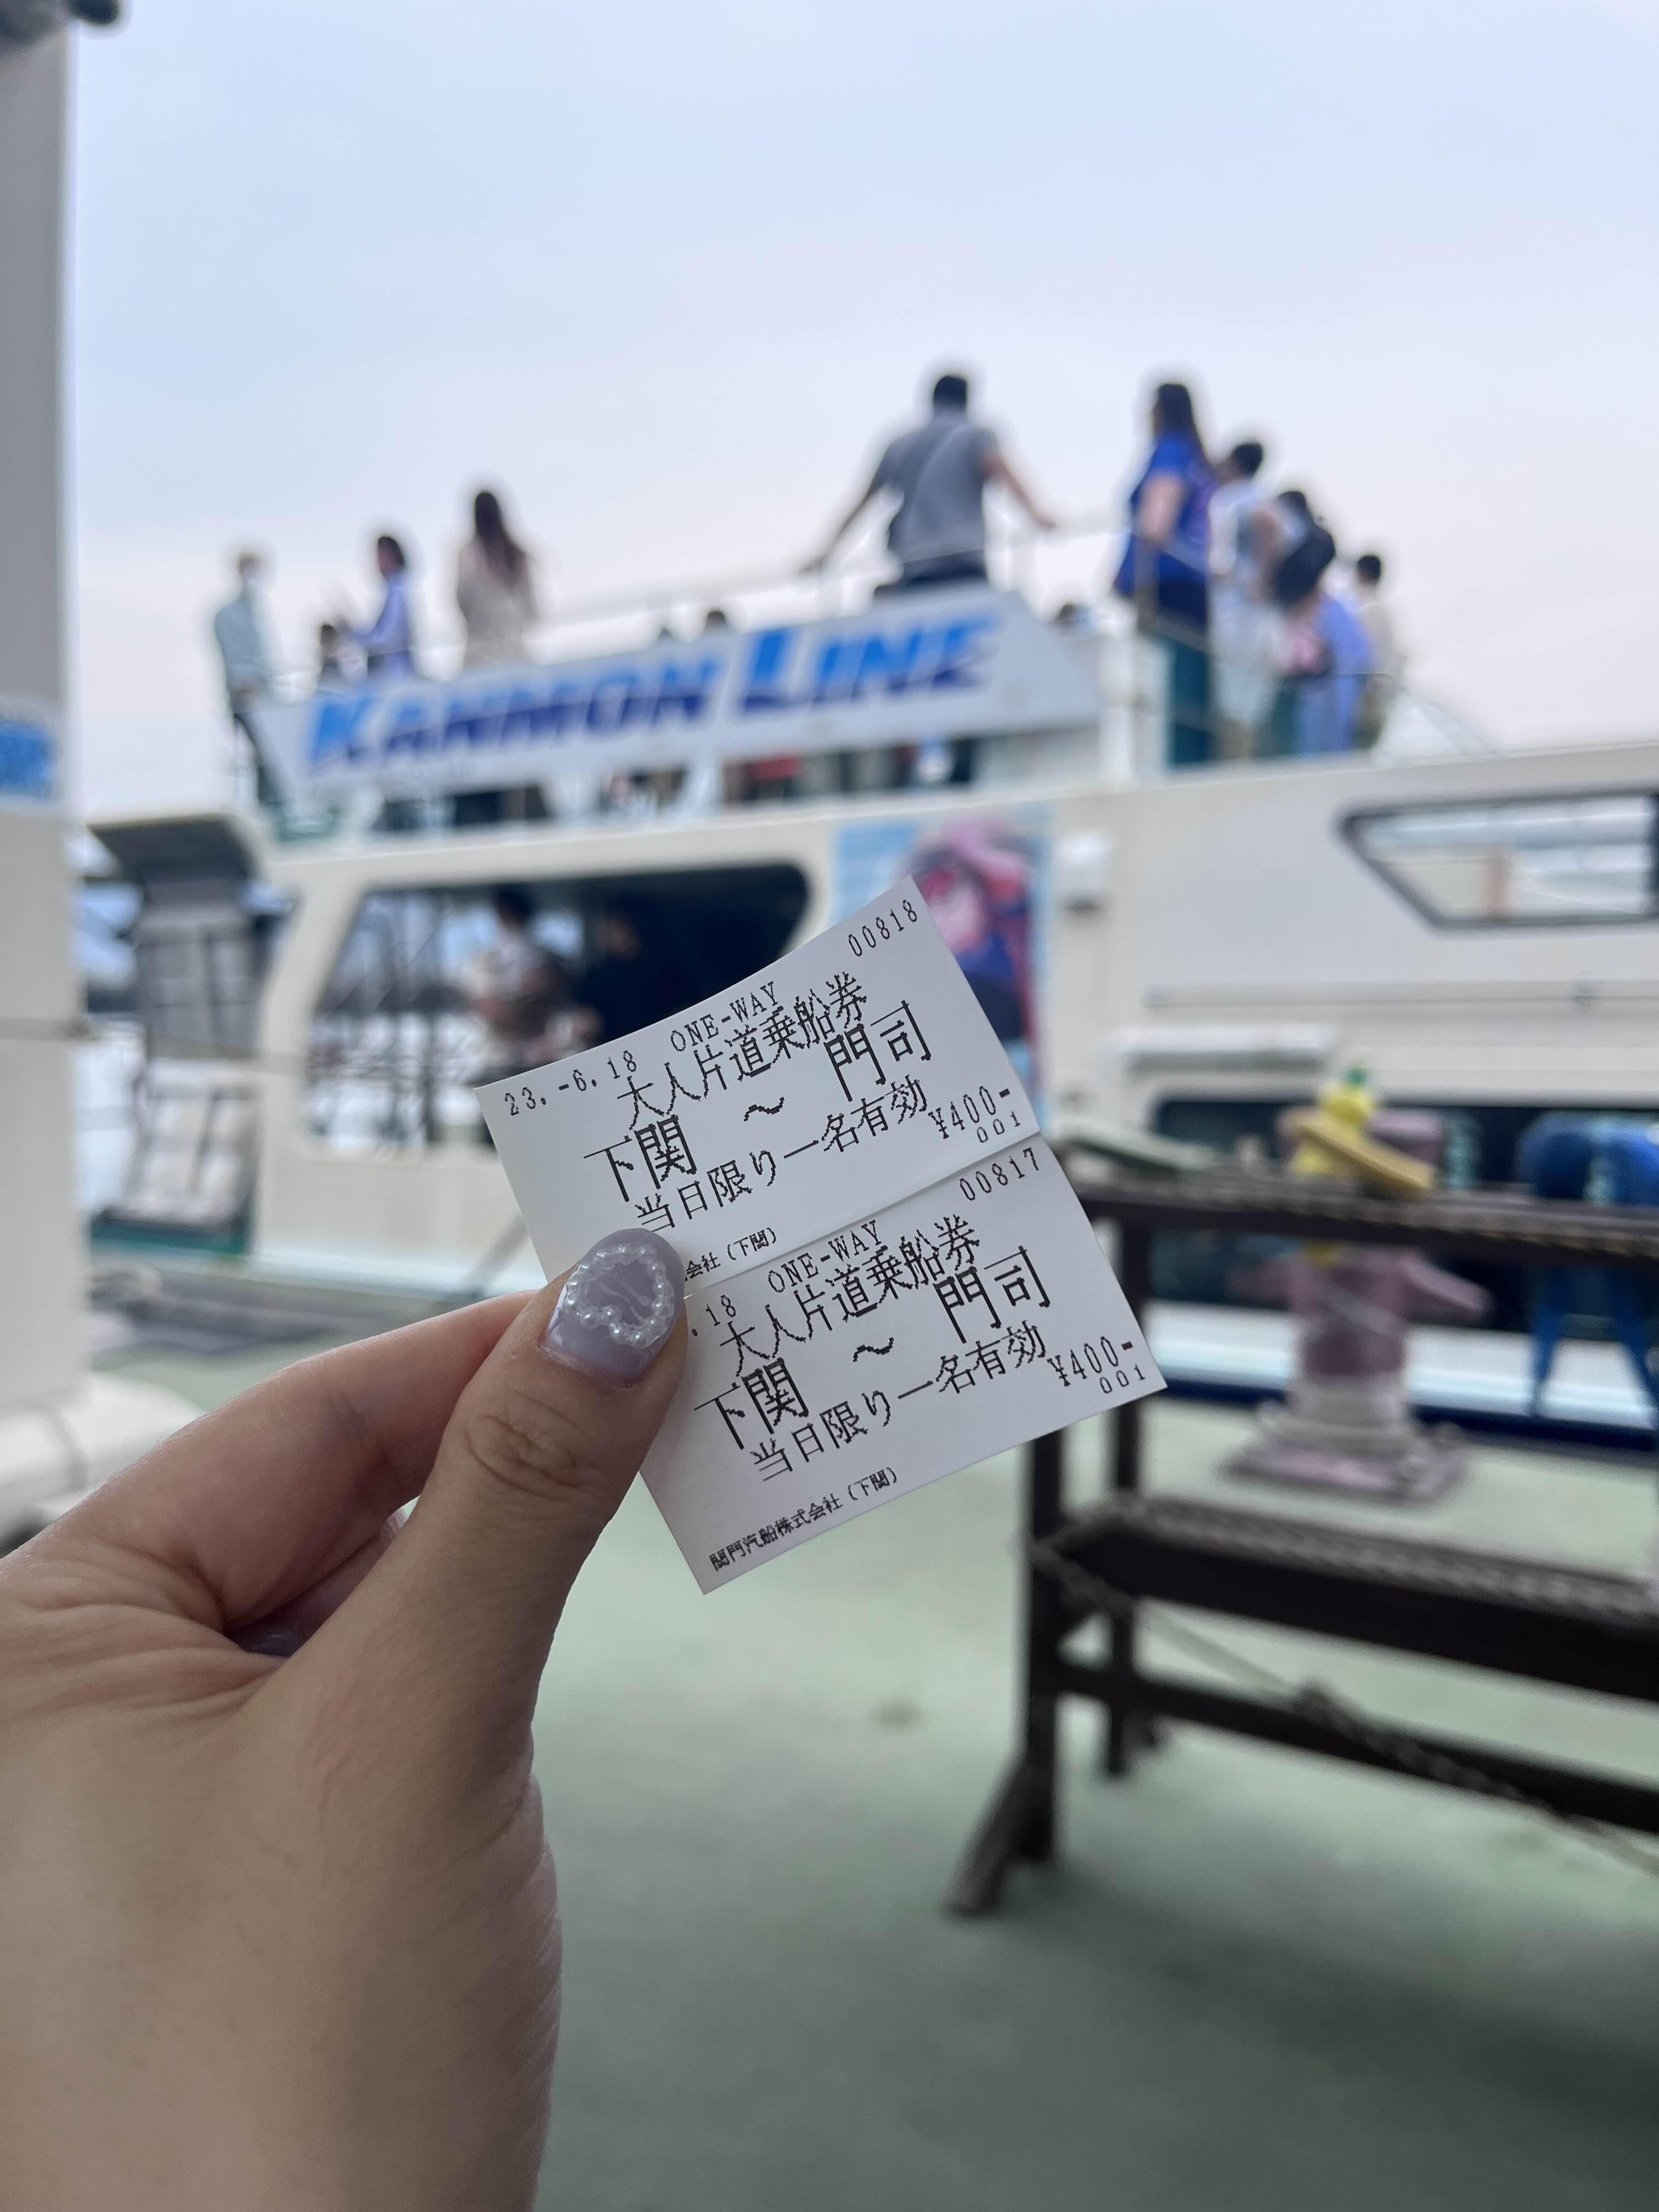 KANMON LINE
00818
23.-6.18 ONE-WAY
大人片道乗船券
下関 ～ 門司
当日限り一名有効
¥400-
001
会社（下関）
00817
.18 ONE-WAY
大人片道乗船券
下関 ～ 門司
当日限り一名有効
¥400-
001
関門汽船株式会社（下関）